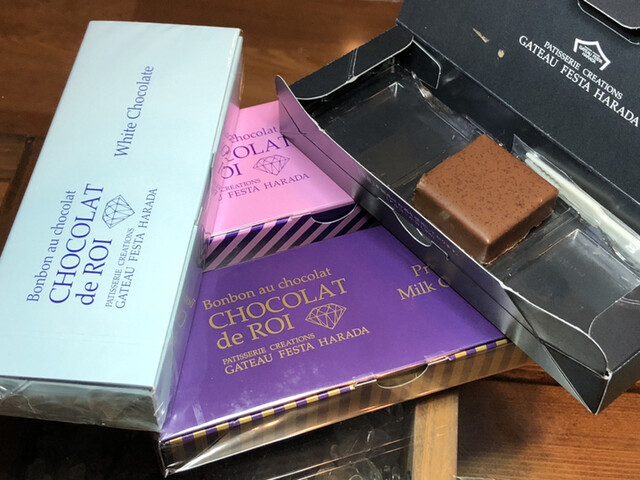 Bonbon au chocolat
CHOCOLAT
de ROI
PATISSERIE CREATIONS
GATEAU FESTA HARADA
White Chocolate
chocolat
ROI
CREATIONS
FESTA HARADA
Bonbon au chocolat
CHOCOLAT
de ROI
PATISSERIE CREATIONS
GATEAU FESTA HARADA
Milk
PATISSERIE CREATIONS
GATEAU FESTA HARADA